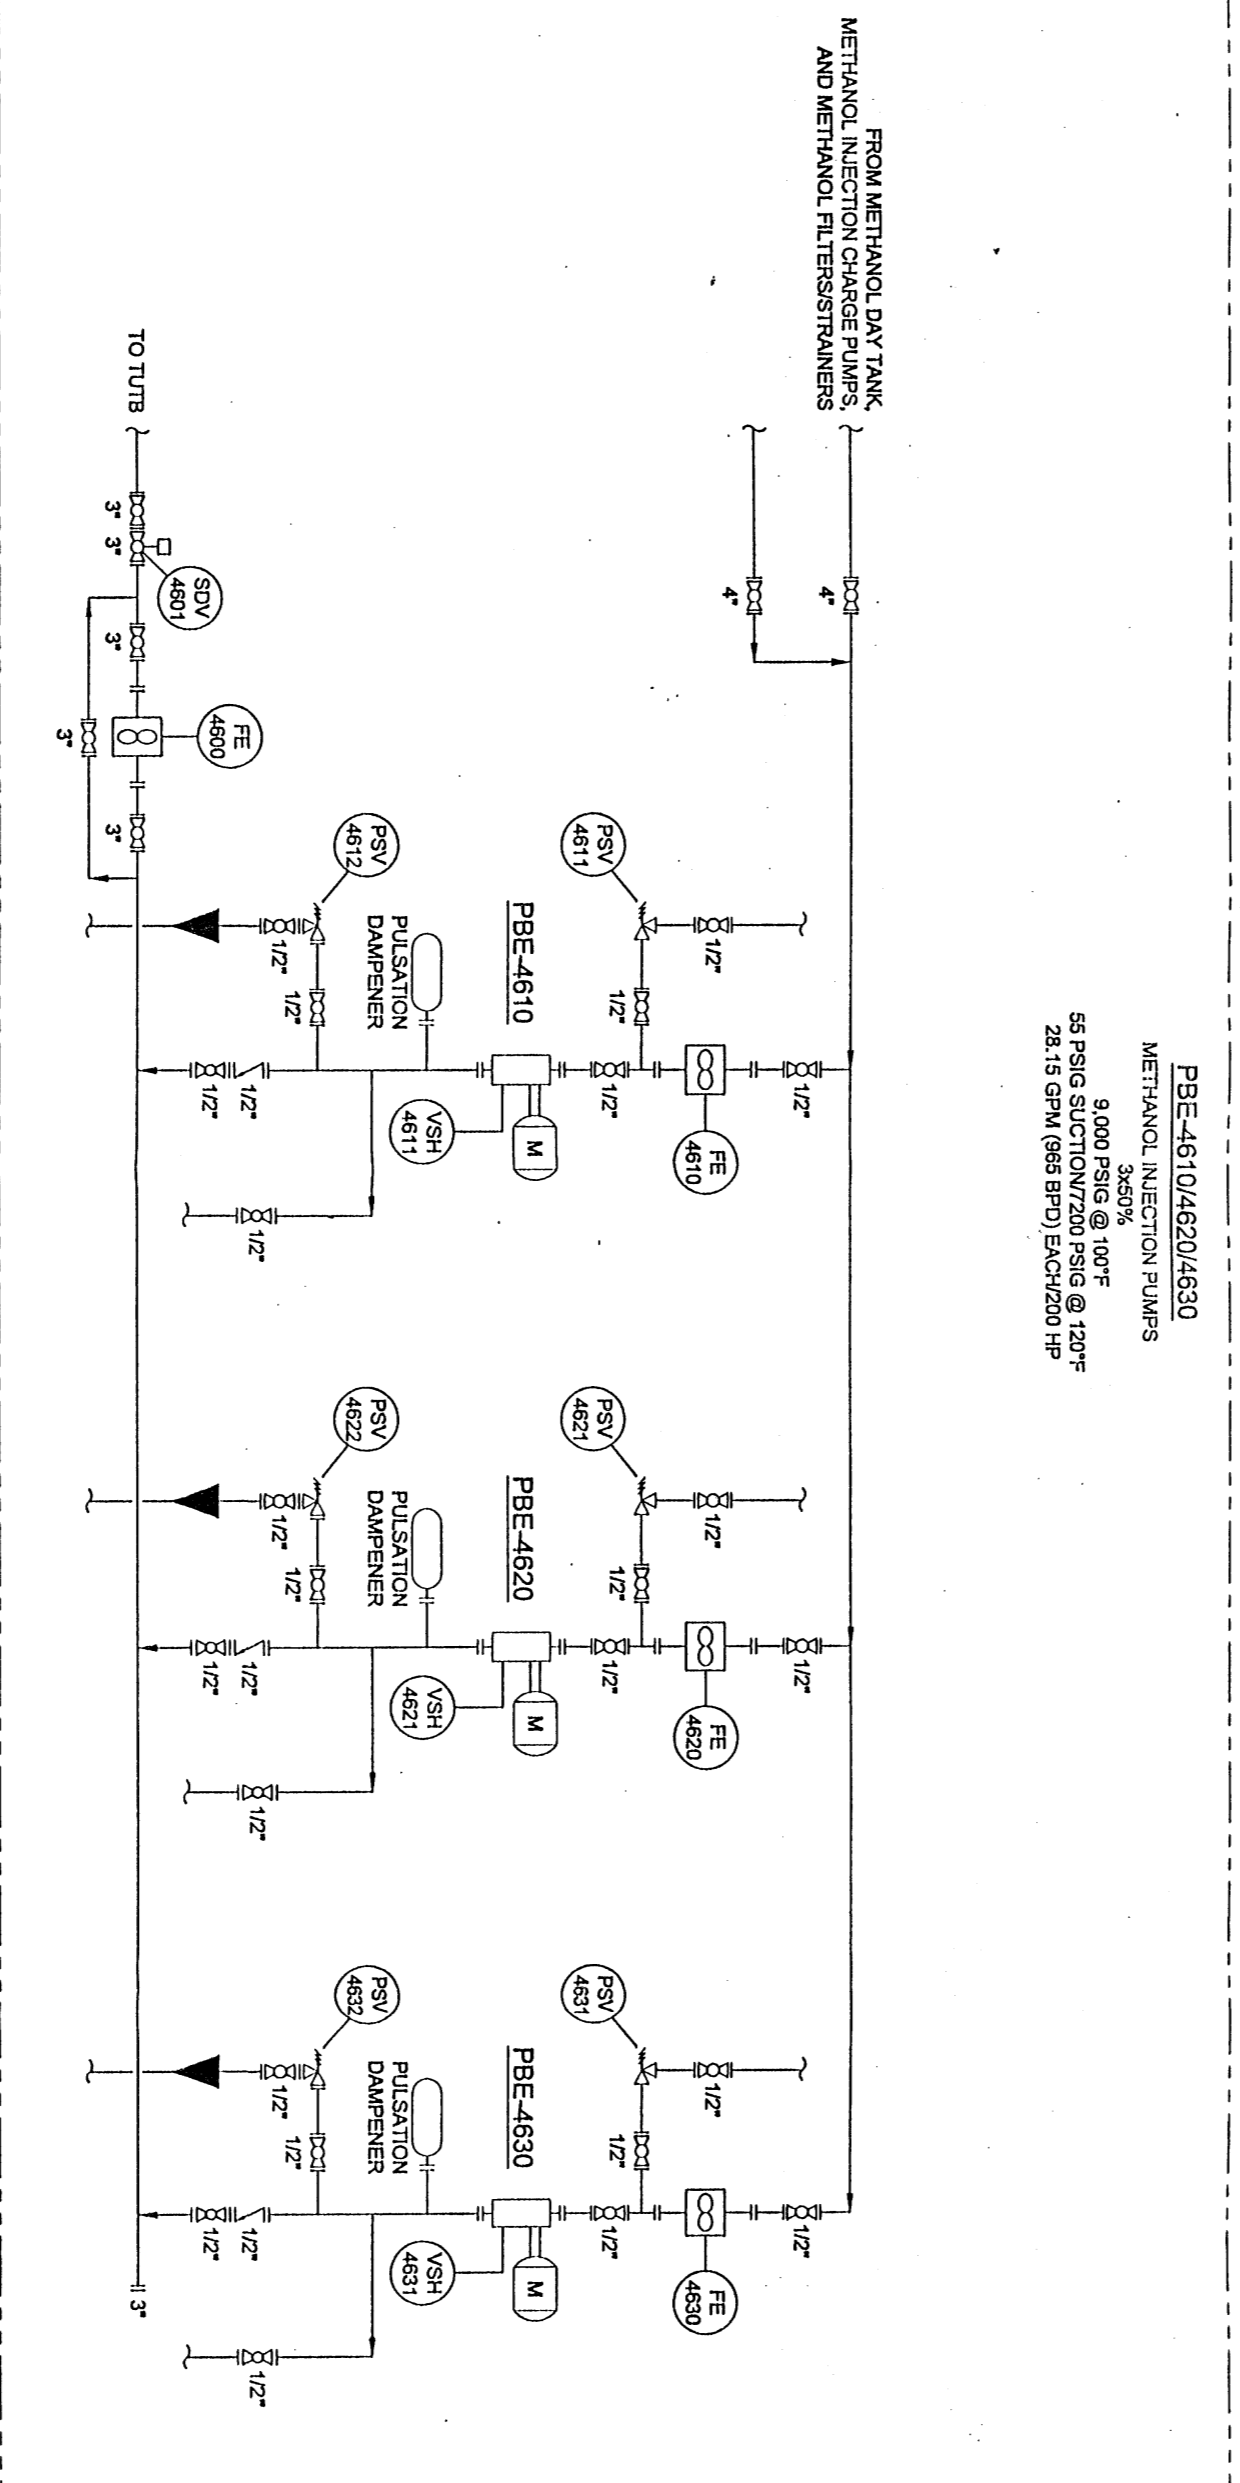 PBE-4610/4620/4630
METHANOL INJECTION PUMPS
3x50%
9,000 PSIG @ 100°F
55 PSIG SUCTION/7200 PSIG @ 120°F
28.15 GPM (965 BPD) EACH/200 HP
FROM METHANOL DAY TANK,
METHANOL INJECTION CHARGE PUMPS,
AND METHANOL FILTERS/STRAINERS
4"
4"
1/2"
1/2"
1/2"
1/2"
1/2"
1/2"
FE
4610
FE
4620
FE
4630
PSV
4611
1/2"
1/2"
PSV
4621
1/2"
1/2"
PSV
4631
1/2"
1/2"
PBE-4610
M
PBE-4620
M
PBE-4630
M
VSH
4611
VSH
4621
VSH
4631
PULSATION
DAMPENER
PULSATION
DAMPENER
PULSATION
DAMPENER
PSV
4612
1/2"
PSV
4622
1/2"
PSV
4632
1/2"
1/2"
1/2"
1/2"
1/2"
1/2"
1/2"
1/2"
1/2"
1/2"
1/2"
1/2"
1/2"
FE
4600
SDV
4601
TO TUTB
3"
3"
3"
3"
3"
3"